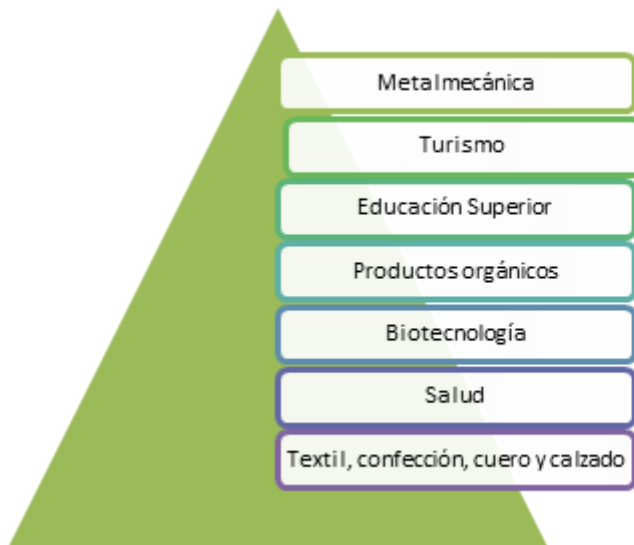 Metalmecánica
Turismo
Educación Superior
Productos orgánicos
Biotecnología
Salud
Textil, confección, cuero y calzado